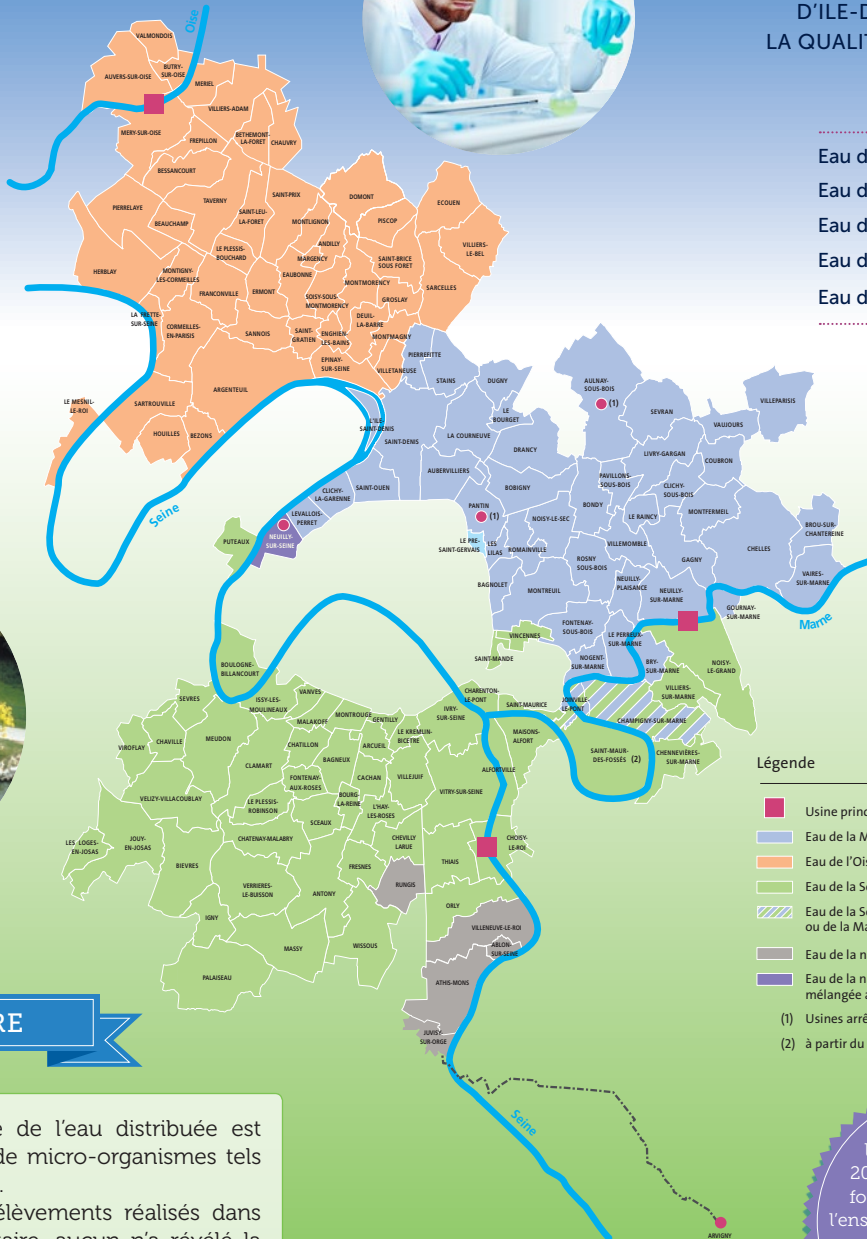 D'ILE-D
LA QUALIT
Eau d
Eau d
Eau d
Eau d
Eau d
Oise
VALMONDOIS
BUTRY-
SUR-OISE
AUVERS-SUR-OISE
MERIEL
VILLIERS-ADAM
MERY-SUR-OISE
FREPILLON
BETHEMONT-
LA-FORET
CHAUVRY
BESSANCOURT
PIERRELAYE
TAVERNY
SAINT-PRIX
DOMONT
ECOUEN
BEAUCHAMP
SAINT-LEU-
LA-FORET
MONTLIGNON
PISCOP
ANDILLY
VILLIERS-
LE-BEL
LE PLESSIS-
BOUCHARD
MARGENCY
SAINT-BRICE
SOUS FORET
HERBLAY
MONTIGNY-
LES-CORMEILLES
EAUBONNE
MONTMORENCY
SARCELLES
FRANCONVILLE
ERMONT
SOISY-SOUS-
MONTMORENCY
GROSLAY
LA FRETTE-
SUR-SEINE
CORMEILLES-
EN-PARISIS
SANNOIS
SAINT-
GRATIEN
ENGHIEN-
LES-BAINS
DEUIL-
LA-BARRE
MONTMAGNY
EPINAY-
SUR-SEINE
VILLETANEUSE
PIERREFITTE
ARGENTEUIL
SARTROUVILLE
LE MESNIL-
LE-ROI
HOUILLES
BEZONS
STAINS
DUGNY
AULNAY-
SOUS-BOIS
(1)
VILLEPARISIS
L'ILE
SAINT-DENIS
SAINT-DENIS
LE
BOURGET
SEVRAN
VAUJOURS
LA COURNEUVE
DRANCY
LIVRY-GARGAN
COUBRON
AUBERVILLIERS
BOBIGNY
PAVILLONS-
SOUS-BOIS
CLICHY-
SOUS-BOIS
SAINT-OUEN
CLICHY-
LA-GARENNE
LEVALLOIS-
PERRET
PANTIN
(1)
NOISY-LE-SEC
BONDY
LE RAINCY
MONTFERMEIL
BROU-SUR-
CHANTEREINE
Seine
PUTEAUX
NEUILLY-
SUR-SEINE
LE PRE-
SAINT-GERVAIS
LES
LILAS
ROMAINVILLE
VILLEMOMBLE
GAGNY
CHELLES
ROSNY
SOUS-BOIS
VAIRES-
SUR-MARNE
BAGNOLET
MONTREUIL
NEUILLY-
PLAISANCE
NEUILLY-
SUR-MARNE
GOURNAY-
SUR-MARNE
Marne
FONTENAY-
SOUS-BOIS
VINCENNES
LE PERREUX-
SUR-MARNE
SAINT-MANDE
NOGENT-
SUR-MARNE
BRY-
SUR-MARNE
NOISY-
LE-GRAND
BOULOGNE-
BILLANCOURT
CHARENTON-
LE-PONT
SAINT-MAURICE
JOINVILLE-
LE-PONT
VILLIERS-
SUR-MARNE
CHAMPIGNY-SUR-MARNE
SEVRES
ISSY-LES-
MOULINEAUX
VANVES
MALAKOFF
MONTROUGE
GENTILLY
LE KREMLIN-
BICETRE
IVRY-
SUR-SEINE
MAISONS-
ALFORT
SAINT-MAUR-
DES-FOSSÉS (2)
CHENNEVIÈRES-
SUR-MARNE
VIROFLAY
CHAVILLE
MEUDON
CHATILLON
ARCUEIL
CLAMART
BAGNEUX
CACHAN
VILLEJUIF
ALFORTVILLE
FONTENAY-
AUX-ROSES
VITRY-SUR-SEINE
VELIZY-VILLACOUBLAY
LE PLESSIS-
ROBINSON
BOURG-
LA-REINE
L'HAY-
LES-ROSES
SCEAUX
LES LOGES-
EN-JOSAS
JOUY-
EN-JOSAS
CHATENAY-MALABRY
CHEVILLY
LARUE
CHOISY-
LE-ROI
BIEVRES
FRESNES
THIAIS
VERRIERES-
LE-BUISSON
ANTONY
RUNGIS
ORLY
IGNY
MASSY
WISSOUS
VILLENEUVE-LE-ROI
ABLON-
SUR-SEINE
PALAISEAU
ATHIS-MONS
JUVISY-
SUR-ORGE
Seine
ARVIGNY
Légende
Usine princ
Eau de la M
Eau de l'Ois
Eau de la Se
Eau de la Se
ou de la Ma
Eau de la n
Eau de la n
mélangée a
(1) Usines arrê
(2) à partir du
RE
e de l'eau distribuée est
de micro-organismes tels
.
élèvements réalisés dans
taire, aucun n'a révélé la
20
fo
l'ens